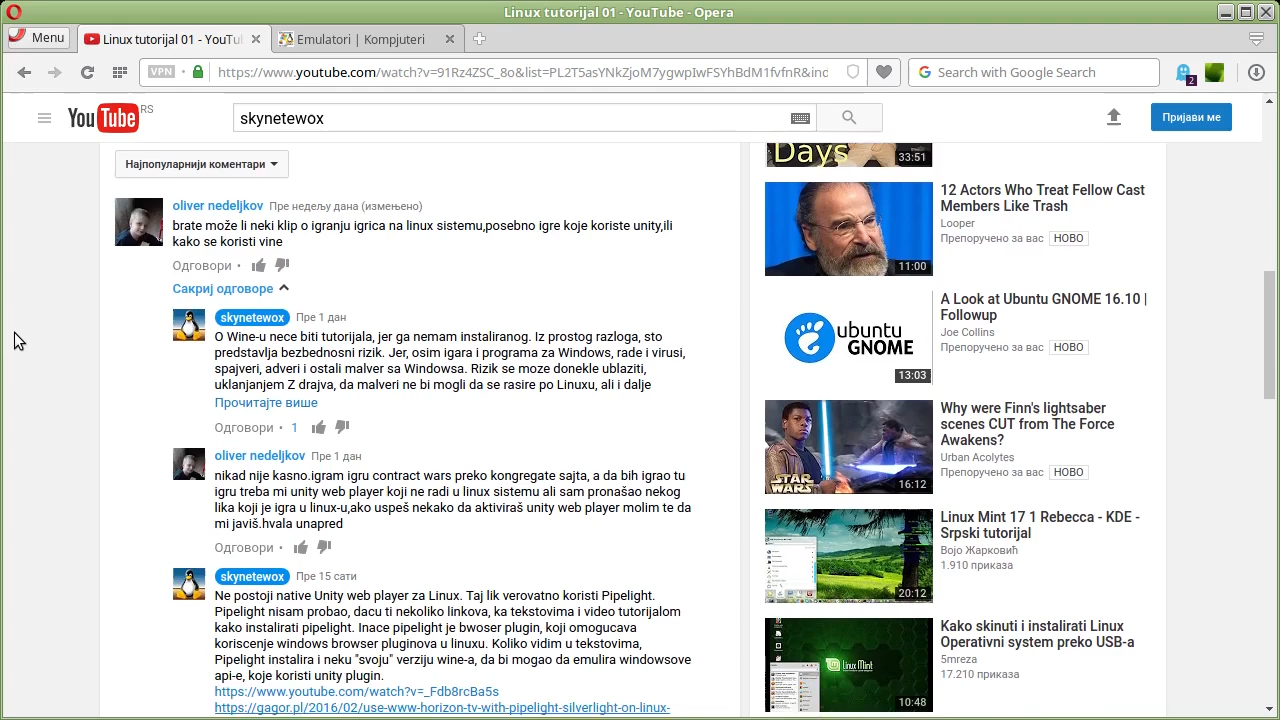 Linux tutorijal 01 - YouTube - Opera
Menu
Linux tutorijal 01 - YouTul
Emulatori | Kompjuteri
VPN
https://www.youtube.com/watch?v=91Rz4ZtC_8c&list=PL2T5asYNkZjoM7ygwpIwFSYhBdM1fvfnR&ind
Search with Google Search
2
YouTube RS
skynetewox
Пријави ме
Најпопуларнији коментари
oliver nedeljkov Пре недељу дана (измењено)
brate može li neki klip o igranju igrica na linux sistemu,posebno igre koje koriste unity,ili
kako se koristi vine
Одговори •
Сакриј одговоре
skynetewox Пре 1 дан
O Wine-u nece biti tutorijala, jer ga nemam instaliranog. Iz prostog razloga, sto
predstavlja bezbednosni rizik. Jer, osim igara i programa za Windows, rade i virusi,
spajveri, adveri i ostali malver sa Windowsa. Rizik se moze donekle ublaziti,
uklanjanjem Z drajva, da malveri ne bi mogli da se rasire po Linuxu, ali i dalje
Прочитајте више
Одговори • 1
oliver nedeljkov Пре 1 дан
nikad nije kasno.igram igru contract wars preko kongregate sajta, a da bih igrao tu
igru treba mi unity web player koji ne radi u linux sistemu ali sam pronašao nekog
lika koji je igra u linux-u,ako uspeš nekako da aktiviraš unity web player molim te da
mi javiš.hvala unapred
Одговори •
skynetewox Пре 15 сати
Ne postoji native Unity web player za Linux. Taj lik verovatno koristi Pipelight.
Pipelight nisam probao, dacu ti nekoliko linkova, ka tekstovima i video tutorijalom
kako instalirati pipelight. Inace pipelight je bwoser plugin, koji omogucava
koriscenje windows browser pluginova u linuxu. Koliko vidim u tekstovima,
Pipelight instalira i neku "svoju" verziju wine-a, da bi mogao da emulira windowsove
api-e, koje koristi unity plugin.
https://www.youtube.com/watch?v=_Fdb8rcBa5s
https://gagor.pl/2016/02/use-www-horizon-tv-with-pipelight-silverlight-on-linux-
Days
33:51
12 Actors Who Treat Fellow Cast
Members Like Trash
Looper
Препоручено за вас НОВО
11:00
A Look at Ubuntu GNOME 16.10 |
Followup
Joe Collins
Препоручено за вас НОВО
ubuntu
GNOME
13:03
Why were Finn's lightsaber
scenes CUT from The Force
Awakens?
Urban Acolytes
Препоручено за вас НОВО
STAR
WARS
16:12
Linux Mint 17 1 Rebecca - KDE -
Srpski tutorijal
Војо Жарковић
1.910 приказа
20:12
Kako skinuti i instalirati Linux
Operativni system preko USB-a
5mreza
17.210 приказа
Linux Mint
10:48